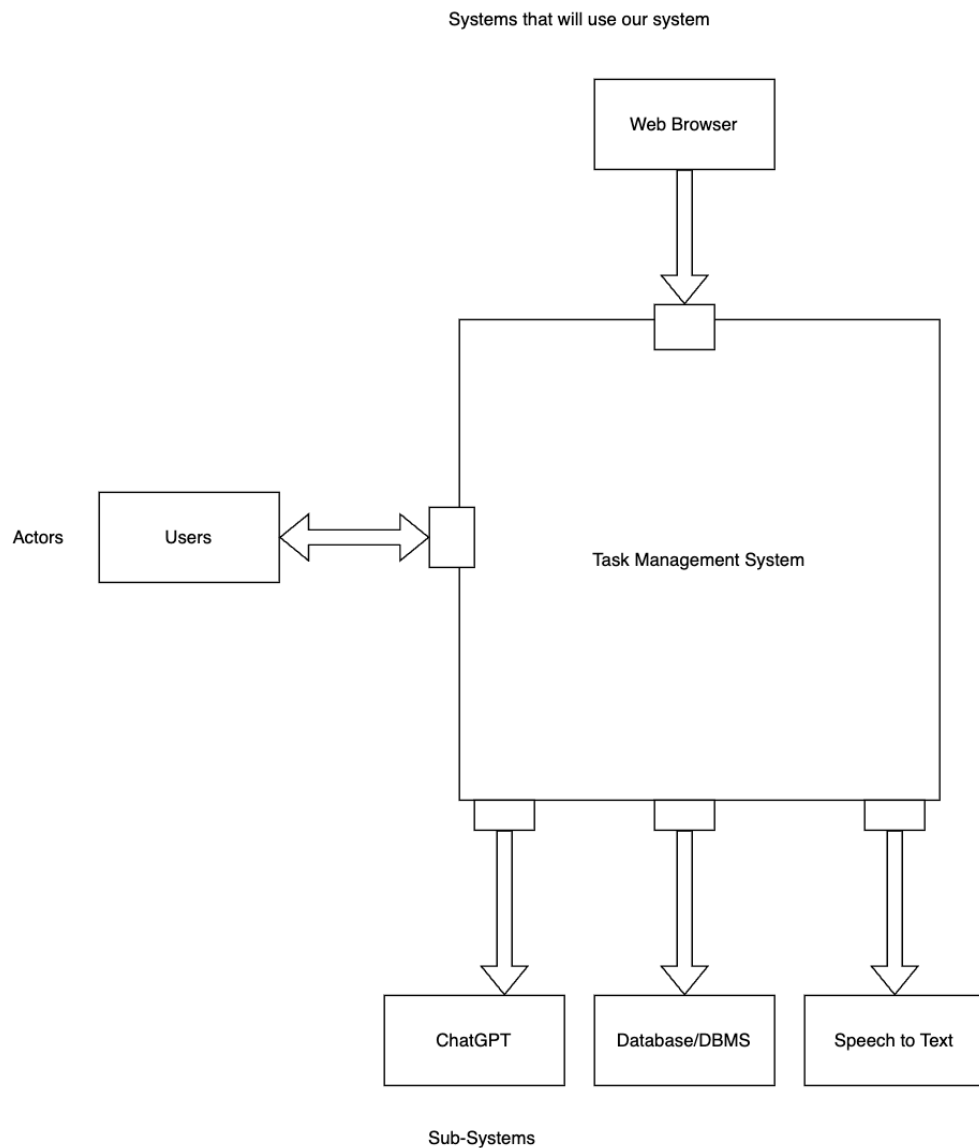 Systems that will use our system
Web Browser
Actors
Users
Task Management System
ChatGPT
Database/DBMS
Speech to Text
Sub-Systems